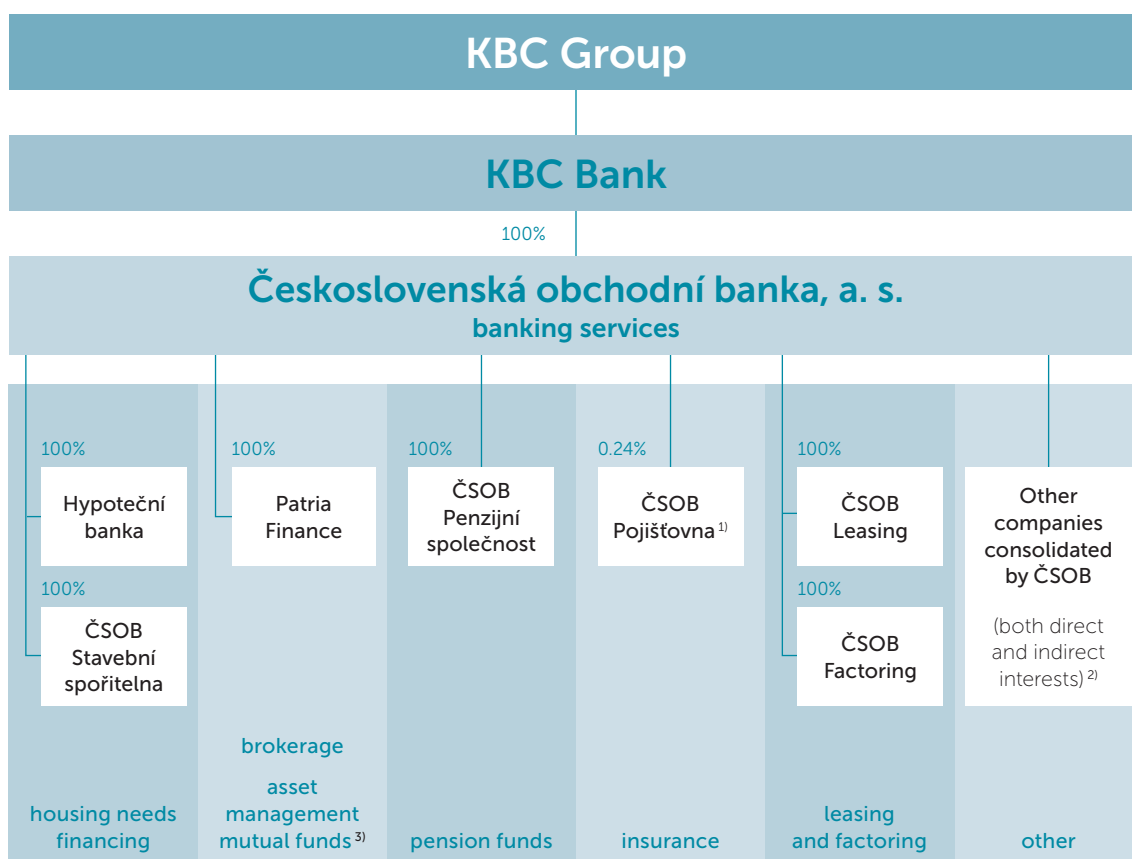 KBC Group
KBC Bank
100%
Československá obchodní banka, a. s.
banking services
100%
Hypoteční
banka
100%
ČSOB
Stavební
spořitelna
housing needs
financing
100%
Patria
Finance
brokerage
asset
management
mutual funds 3)
100%
ČSOB
Penzijní
společnost
pension funds
0.24%
ČSOB
Pojišťovna 1)
insurance
100%
ČSOB
Leasing
100%
ČSOB
Factoring
leasing
and factoring
Other
companies
consolidated
by ČSOB
(both direct
and indirect
interests) 2)
other